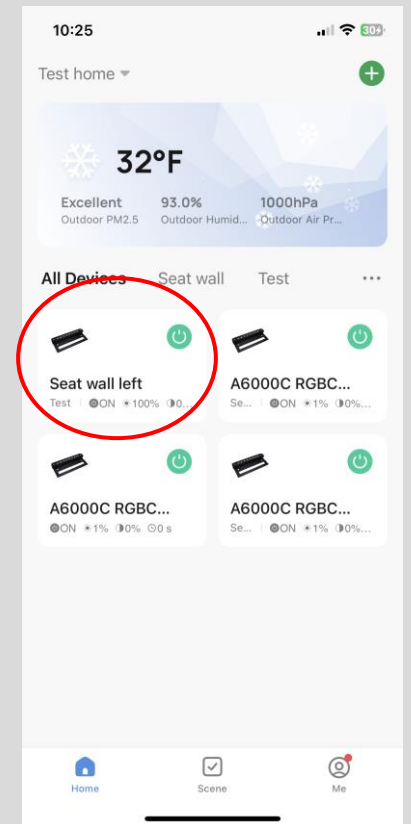 10:25
30
Test home
32°F
Excellent 93.0% 1000hPa
Outdoor PM2.5 Outdoor Humid... Outdoor Air Pr...
All Devices Seat wall Test ...
Seat wall left A6000C RGBC...
Test ON 100% 0... Se... ON 1% 0%...
A6000C RGBC... A6000C RGBC...
ON 1% 0% 0 s Se... ON 1% 0%...
Home Scene Me